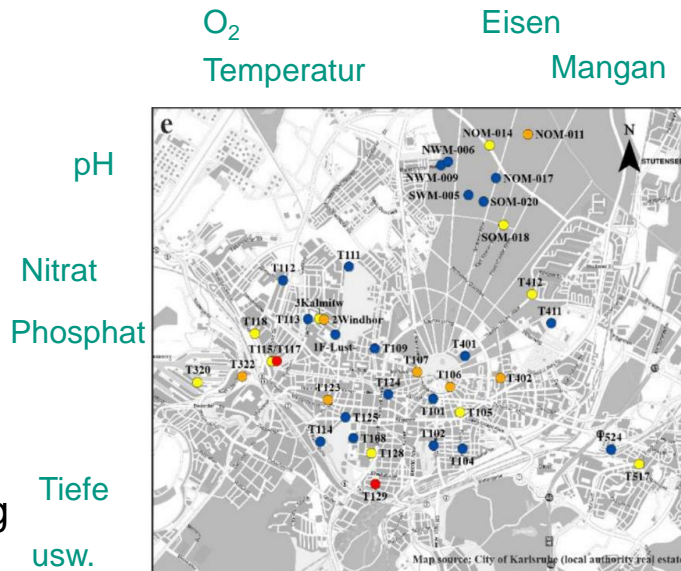 O₂
Eisen
Temperatur
Mangan
pH
Nitrat
Phosphat
Tiefe
g
usw.
e
NOM-014
NOM-011
N
NWM-006
STUTENSEE
NWM-009
NOM-017
SWM-005
SOM-020
SOM-018
T111
T112
T412
3Kalmitw
T113
2Windhor
T411
T118
1F-Lust
T115/T117
T109
T401
T320
T322
T107
T106
T402
T123
T124
T101
T105
T125
T114
T108
T102
T104
T524
T128
T517
T129
Map source: City of Karlsruhe (local authority real estate